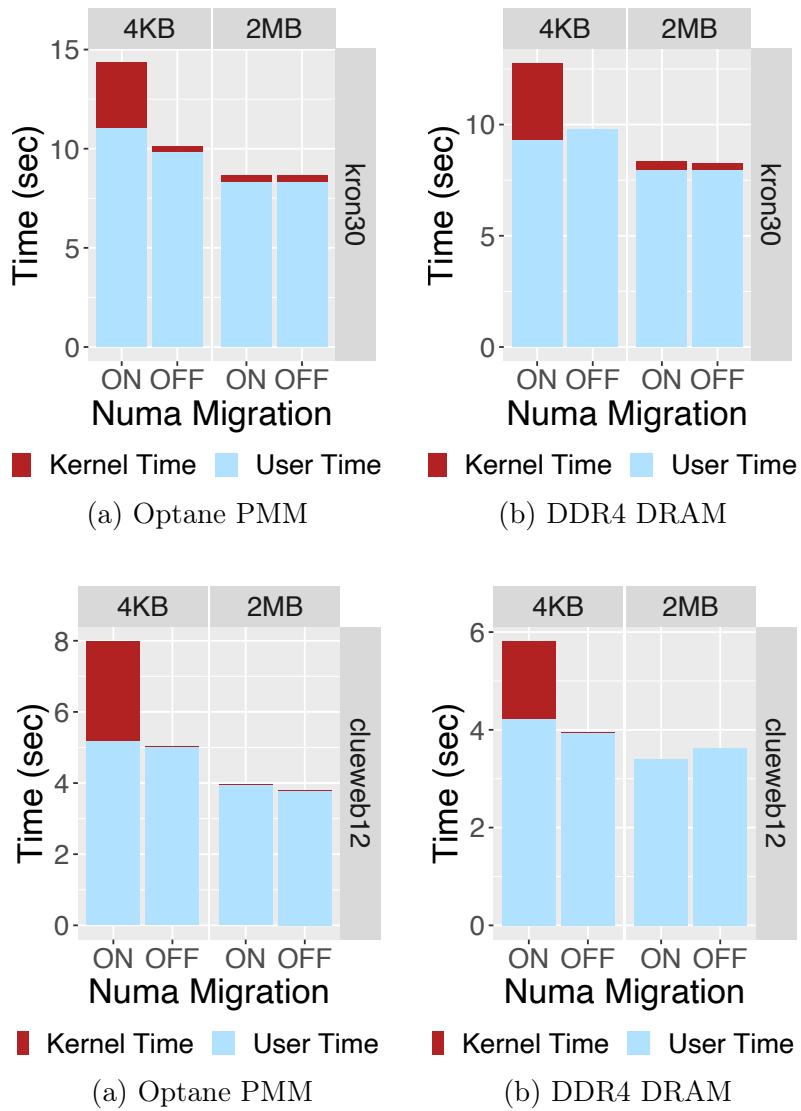 4KB 2MB
15
10
5
0
Time (sec)
kron30
ON OFF ON OFF
Numa Migration
Kernel Time User Time
(a) Optane PMM
4KB 2MB
10
5
0
Time (sec)
kron30
ON OFF ON OFF
Numa Migration
Kernel Time User Time
(b) DDR4 DRAM
4KB 2MB
8
6
4
2
0
Time (sec)
clueweb12
ON OFF ON OFF
Numa Migration
Kernel Time User Time
(a) Optane PMM
4KB 2MB
6
4
2
0
Time (sec)
clueweb12
ON OFF ON OFF
Numa Migration
Kernel Time User Time
(b) DDR4 DRAM